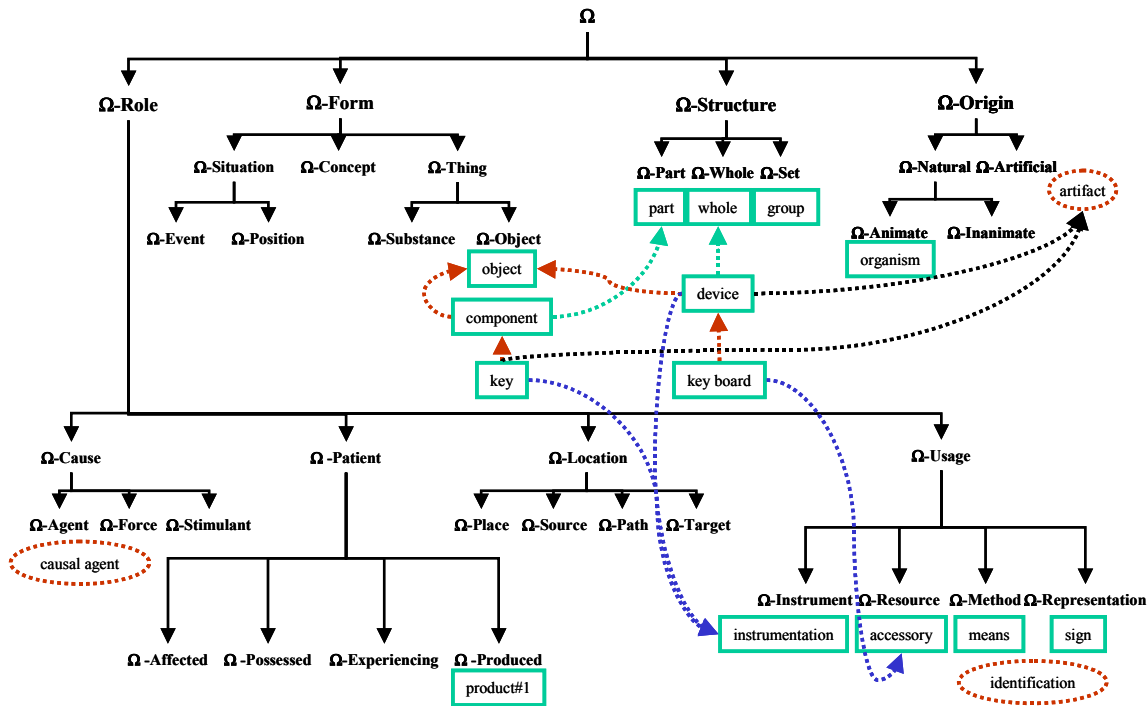 Ω
Ω-Role
Ω-Form
Ω-Structure
Ω-Origin
Ω-Situation
Ω-Concept
Ω-Thing
Ω-Part
Ω-Whole
Ω-Set
Ω-Natural
Ω-Artificial
artifact
part
whole
group
Ω-Event
Ω-Position
Ω-Substance
Ω-Object
Ω-Animate
Ω-Inanimate
object
organism
device
component
key
key board
Ω-Cause
Ω -Patient
Ω-Location
Ω-Usage
Ω-Agent
Ω-Force
Ω-Stimulant
Ω-Place
Ω-Source
Ω-Path
Ω-Target
causal agent
Ω-Instrument
Ω-Resource
Ω-Method
Ω-Representation
instrumentation
accessory
means
sign
Ω -Affected
Ω -Possessed
Ω-Experiencing
Ω -Produced
product#1
identification